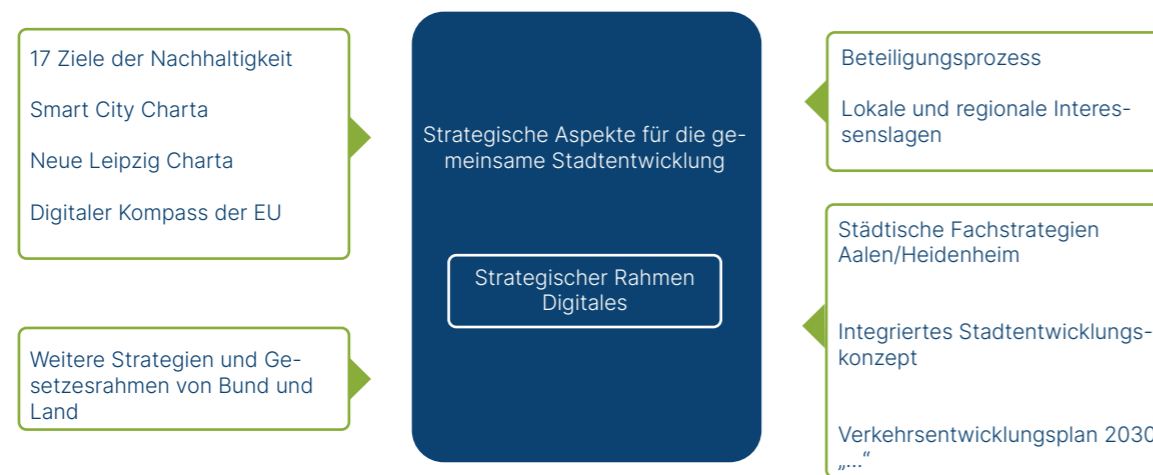 17 Ziele der Nachhaltigkeit
Smart City Charta
Neue Leipzig Charta
Digitaler Kompass der EU
Weitere Strategien und Ge-
setzesrahmen von Bund und
Land
Strategische Aspekte für die ge-
meinsame Stadtentwicklung
Strategischer Rahmen
Digitales
Beteiligungsprozess
Lokale und regionale Interes-
senslagen
Städtische Fachstrategien
Aalen/Heidenheim
Integriertes Stadtentwicklungs-
konzept
Verkehrsentwicklungsplan 2030
„...“